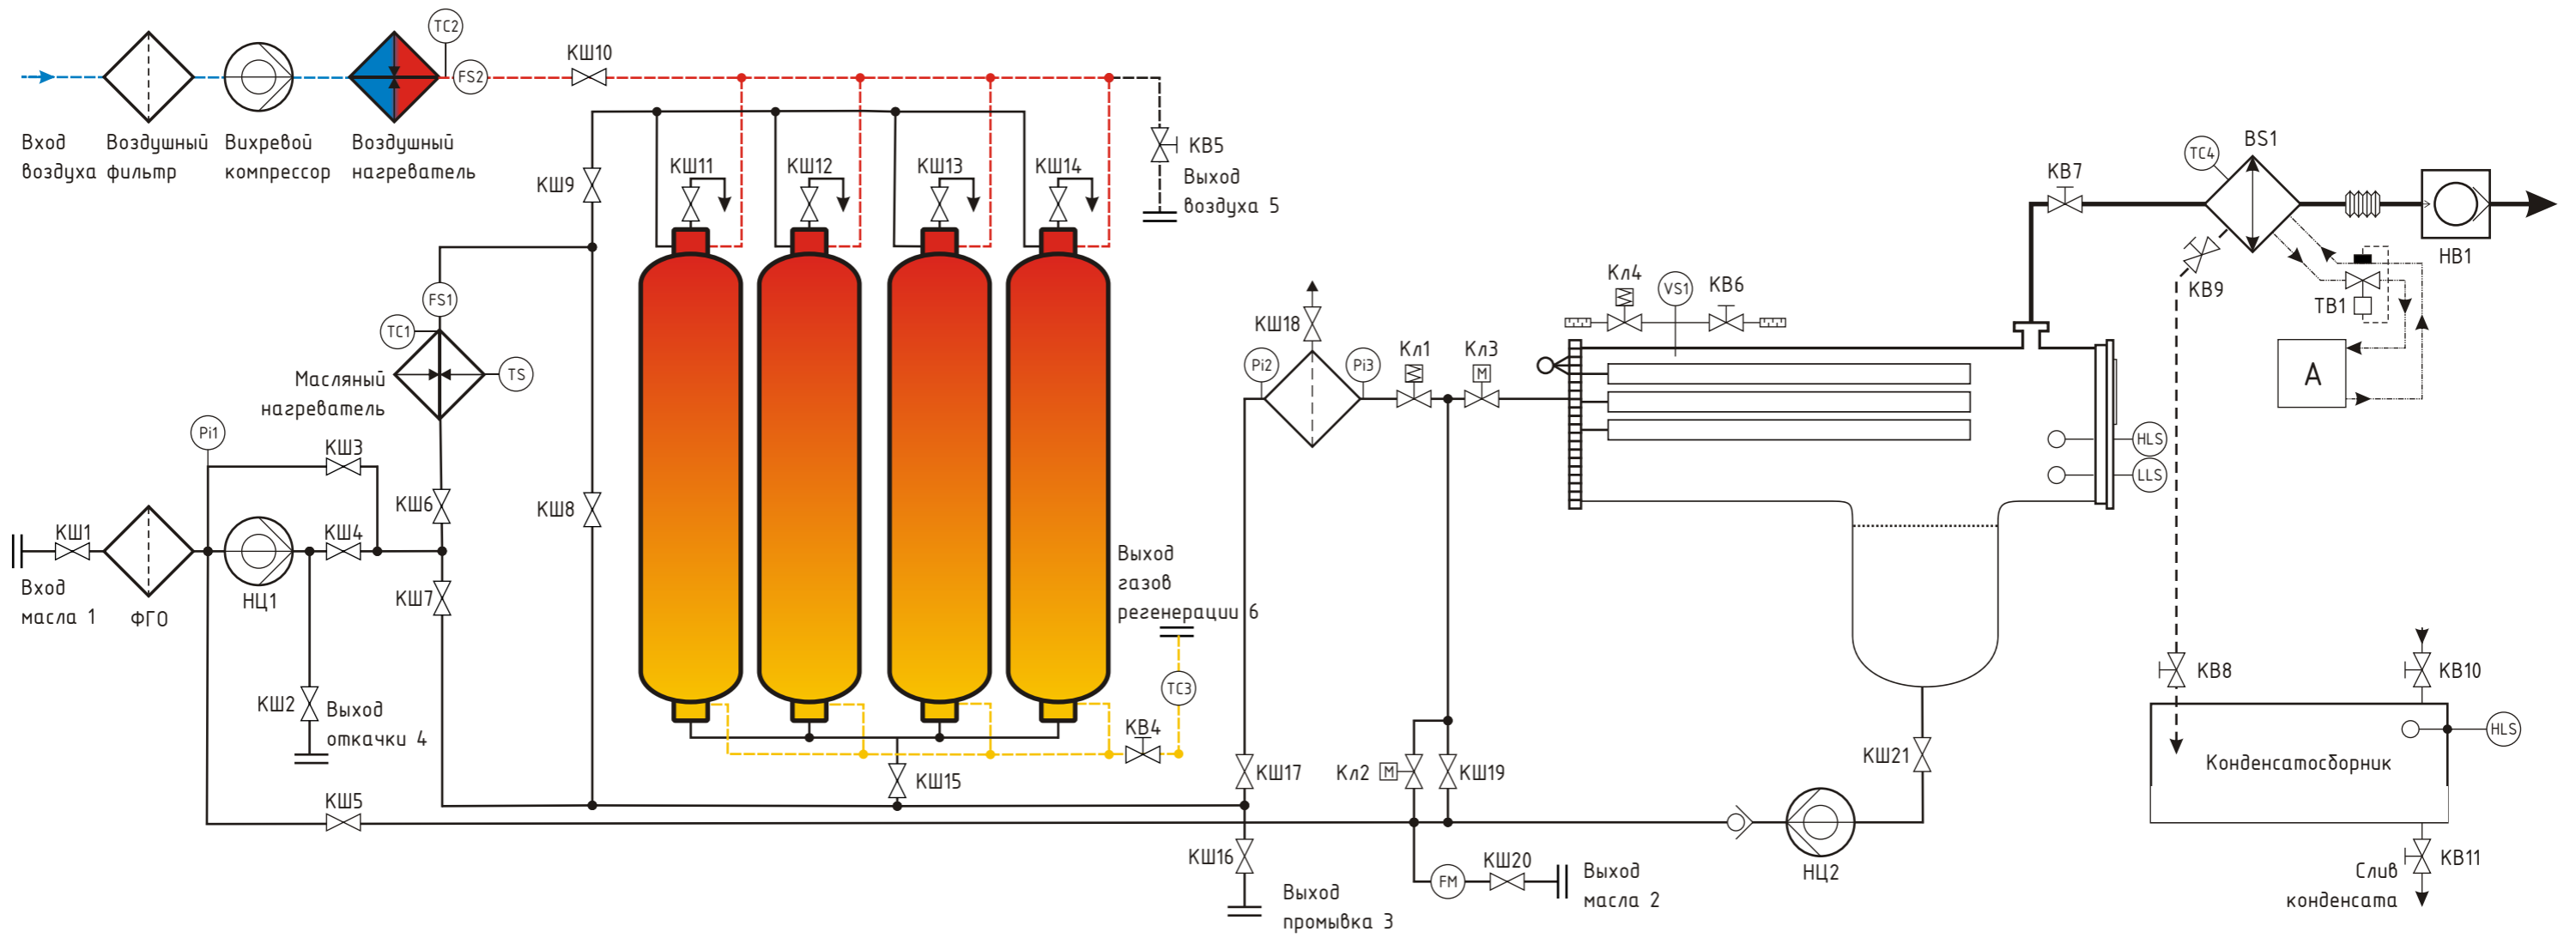 TC2
FS2
КШ10
Вход
воздуха
Воздушный
фильтр
Вихревой
компрессор
Воздушный
нагреватель
КВ5
Выход
воздуха 5
КШ9
КШ11
КШ12
КШ13
КШ14
FS1
TC1
TS
Масляный
нагреватель
Pi1
КШ3
КШ6
КШ8
КШ1
КШ4
Вход
масла 1
ФГО
НЦ1
КШ7
КШ2
Выход
откачки 4
КШ5
Выход
газов
регенерации 6
TC3
КВ4
КШ15
КШ17
КШ16
Выход
промывка 3
КШ18
Pi2
Pi3
Кл1
Кл3
M
Кл4
VS1
КВ6
Кл2
M
КШ19
FM
КШ20
Выход
масла 2
НЦ2
КШ21
HLS
LLS
КВ7
TC4
BS1
НВ1
КВ9
ТВ1
A
КВ8
КВ10
HLS
Конденсатосборник
КВ11
Слив
конденсата